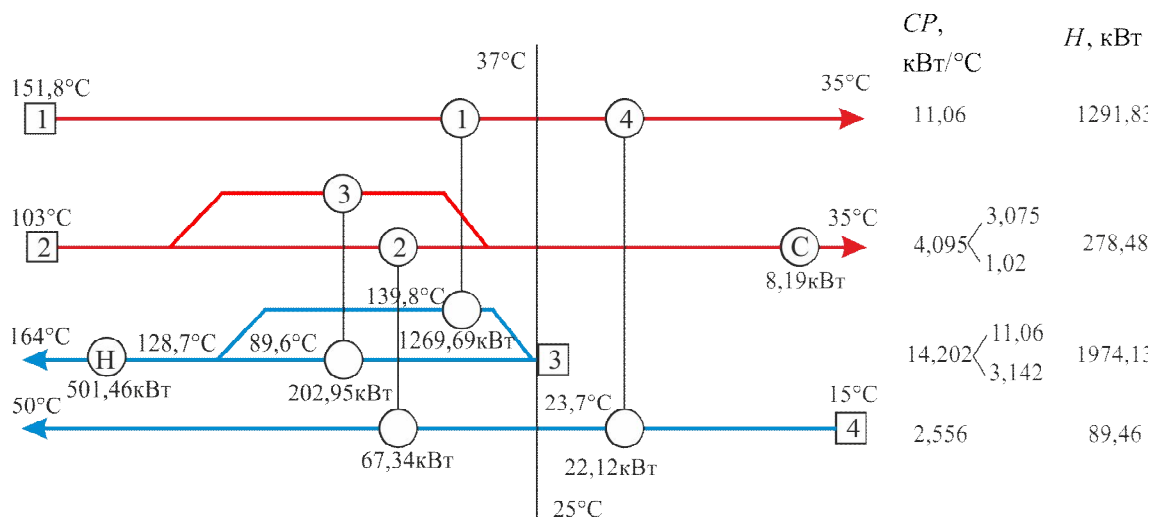 CP,
кВт/°C
H, кВт
37°C
151,8°C
35°C
1
1
4
11,06
1291,83
3
103°C
35°C
3,075
2
2
C
4,095
278,48
1,02
8,19кВт
139,8°C
164°C
128,7°C
89,6°C
1269,69кВт
11,06
H
3
14,202
1974,13
501,46кВт
202,95кВт
3,142
50°C
23,7°C
15°C
4
2,556
89,46
67,34кВт
22,12кВт
25°C